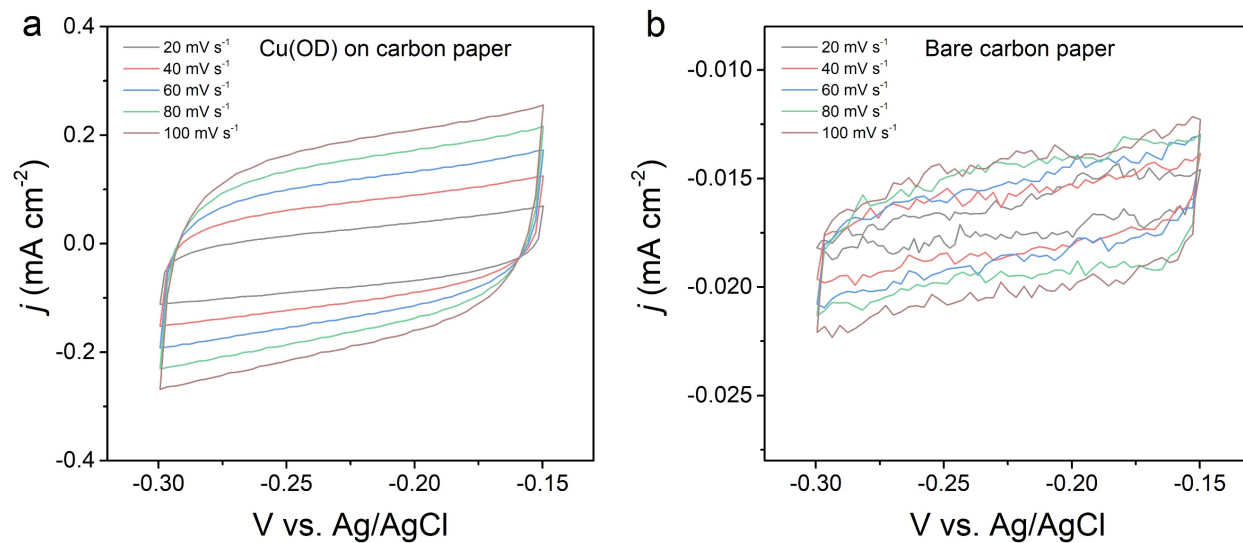 a
Cu(OD) on carbon paper
20 mV s⁻¹
40 mV s⁻¹
60 mV s⁻¹
80 mV s⁻¹
100 mV s⁻¹
j (mA cm⁻²)
0.4
0.2
0.0
-0.2
-0.4
-0.30
-0.25
-0.20
-0.15
V vs. Ag/AgCl
b
Bare carbon paper
20 mV s⁻¹
40 mV s⁻¹
60 mV s⁻¹
80 mV s⁻¹
100 mV s⁻¹
j (mA cm⁻²)
-0.010
-0.015
-0.020
-0.025
-0.30
-0.25
-0.20
-0.15
V vs. Ag/AgCl